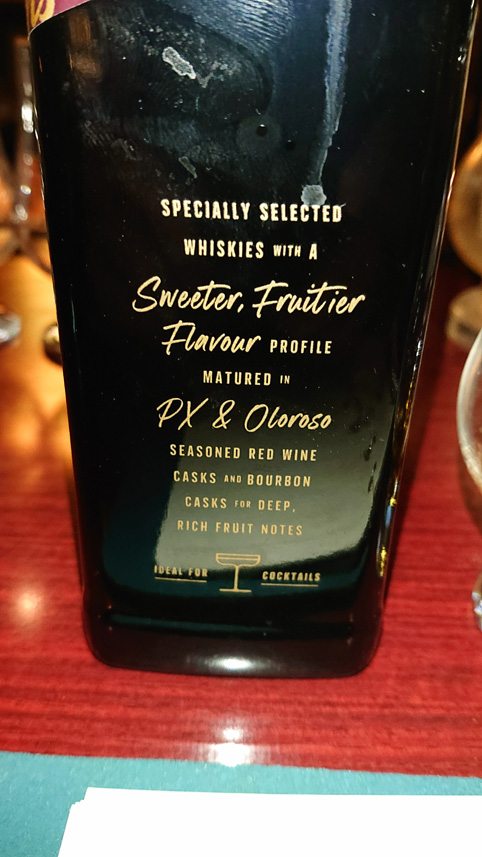 SPECIALLY SELECTED
WHISKIES WITH A
Sweeter, Fruitier
Flavour PROFILE
MATURED IN
PX & Oloroso
SEASONED RED WINE
CASKS AND BOURBON
CASKS FOR DEEP,
RICH FRUIT NOTES
IDEAL FOR COCKTAILS